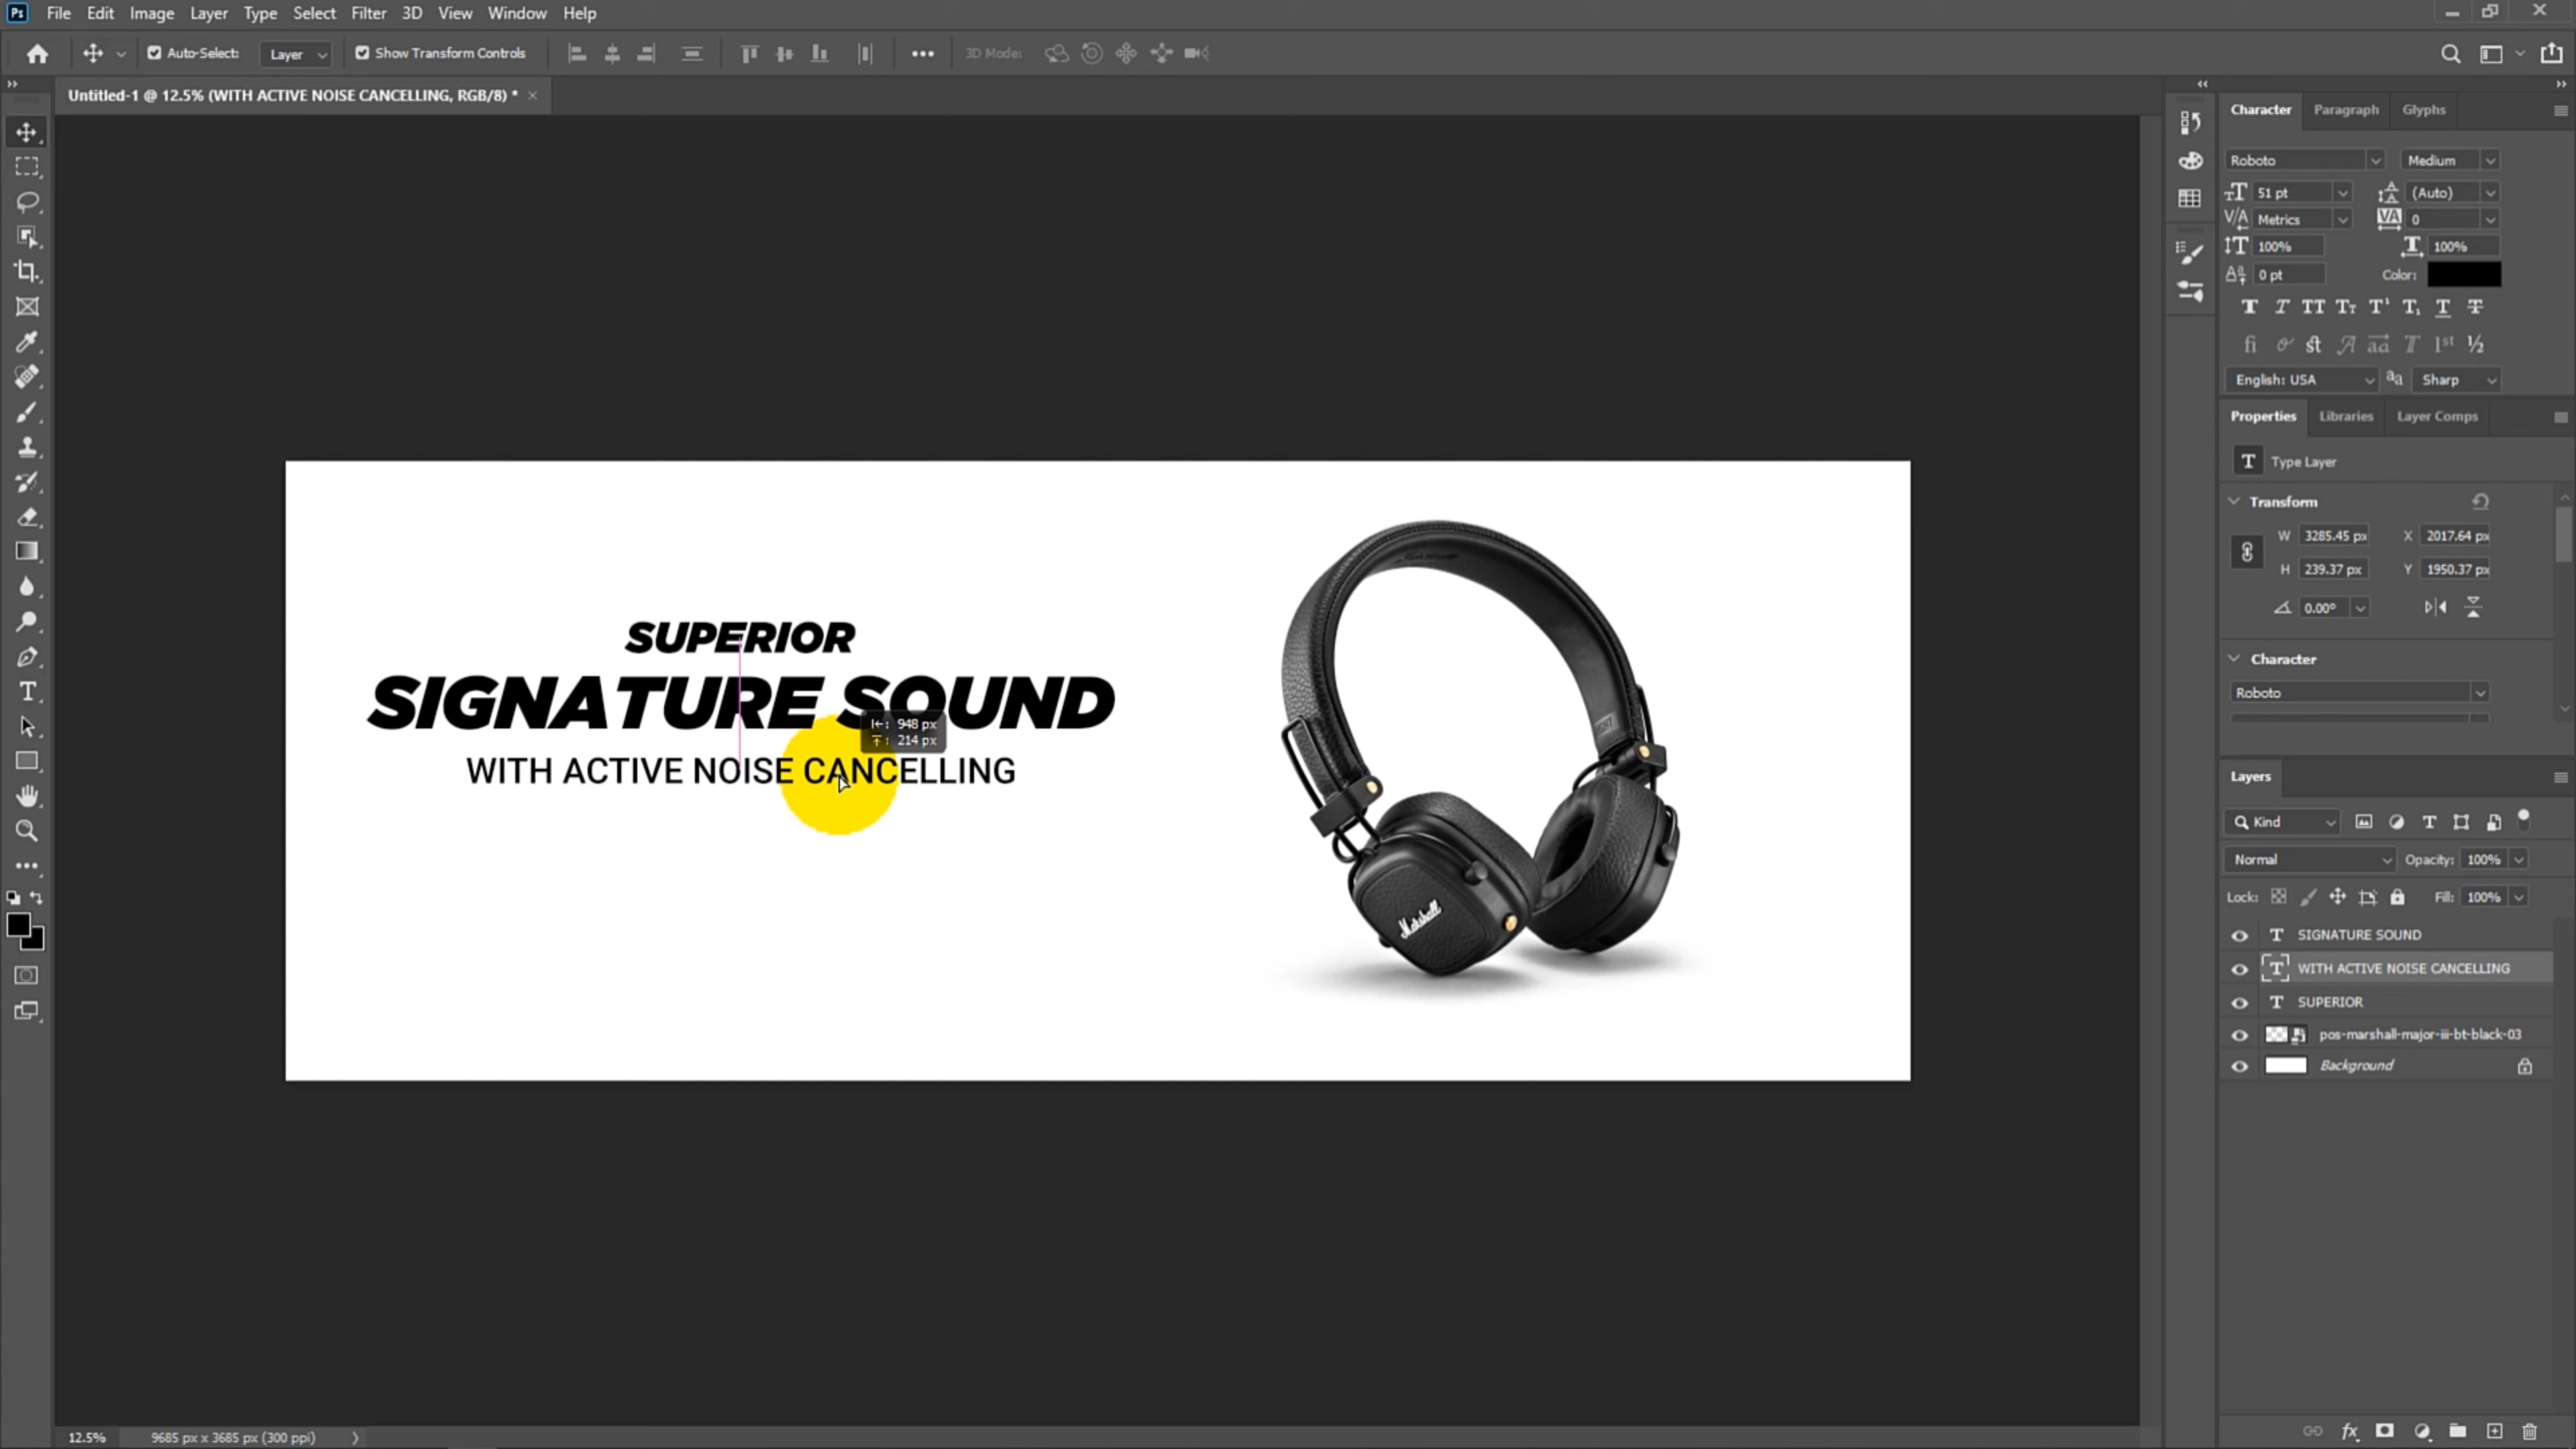 Ps File Edit Image Layer Type Select Filter 3D View Window Help
Auto-Select: Layer Show Transform Controls 3D Mode:
Untitled-1 @ 12.5% (WITH ACTIVE NOISE CANCELLING, RGB/8) *
Character Paragraph Glyphs
Roboto Medium
51 pt (Auto)
Metrics 0
100% 100%
0 pt Color:
English: USA Sharp
Properties Libraries Layer Comps
Type Layer
Transform
W 3285.45 px X 2017.64 px
H 239.37 px Y 1950.37 px
0.00°
Character
Roboto
SUPERIOR
SIGNATURE SOUND
948 px
214 px
WITH ACTIVE NOISE CANCELLING
Marshall
Layers
Kind
Normal Opacity: 100%
Lock: Fill: 100%
SIGNATURE SOUND
WITH ACTIVE NOISE CANCELLING
SUPERIOR
pos-marshall-major-iii-bt-black-03
Background
12.5% 9685 px x 3685 px (300 ppi)